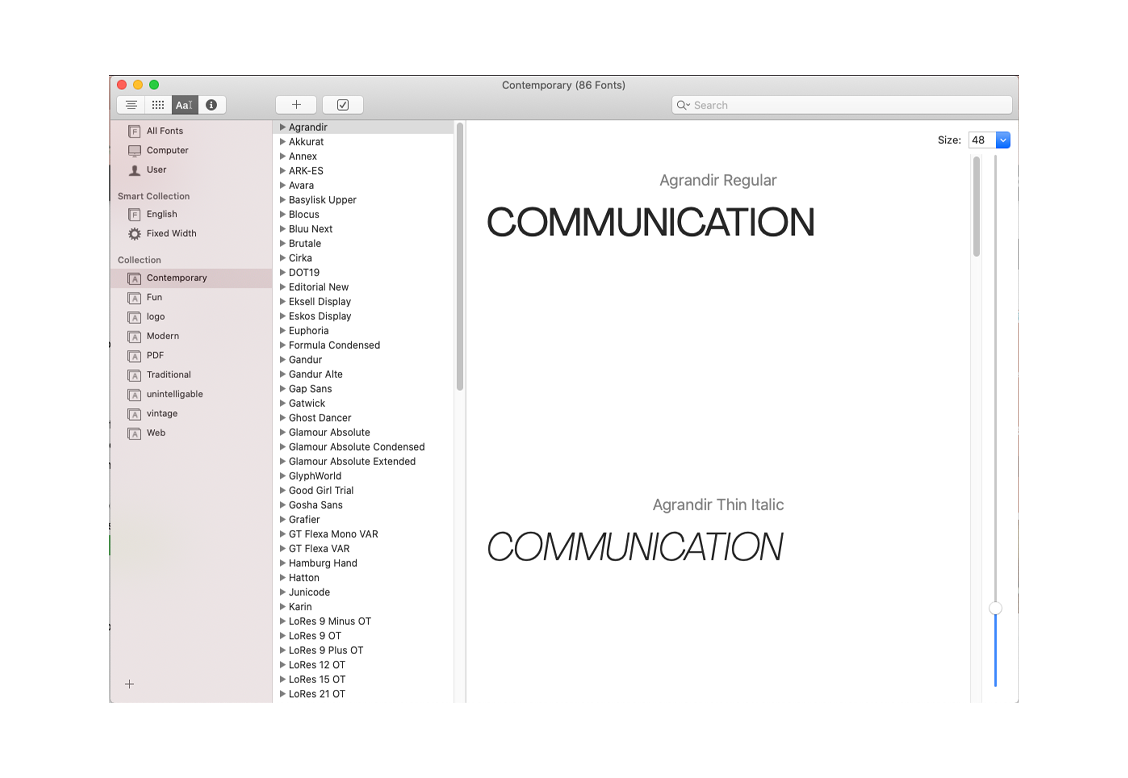 Contemporary (86 Fonts)
Aa
Search
All Fonts
Computer
User
Smart Collection
English
Fixed Width
Collection
Contemporary
Fun
logo
Modern
PDF
Traditional
unintelligable
vintage
Web
Agrandir
Akkurat
Annex
ARK-ES
Avara
Basylisk Upper
Blocus
Bluu Next
Brutale
Cirka
DOT19
Editorial New
Eksell Display
Eskos Display
Euphoria
Formula Condensed
Gandur
Gandur Alte
Gap Sans
Gatwick
Ghost Dancer
Glamour Absolute
Glamour Absolute Condensed
Glamour Absolute Extended
GlyphWorld
Good Girl Trial
Gosha Sans
Grafier
GT Flexa Mono VAR
GT Flexa VAR
Hamburg Hand
Hatton
Junicode
Karin
LoRes 9 Minus OT
LoRes 9 OT
LoRes 9 Plus OT
LoRes 12 OT
LoRes 15 OT
LoRes 21 OT
Size: 48
Agrandir Regular
COMMUNICATION
Agrandir Thin Italic
COMMUNICATION